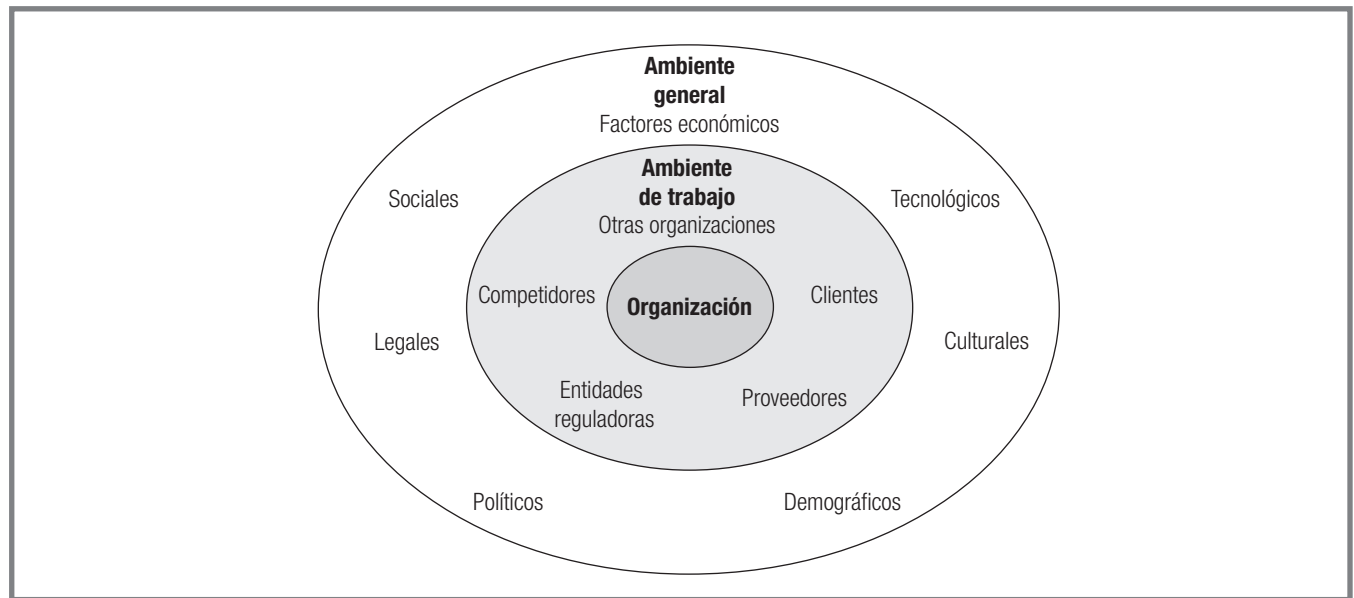 Ambiente
general
Factores económicos
Ambiente
de trabajo
Otras organizaciones
Sociales
Tecnológicos
Competidores
Organización
Clientes
Legales
Culturales
Entidades
reguladoras
Proveedores
Políticos
Demográficos